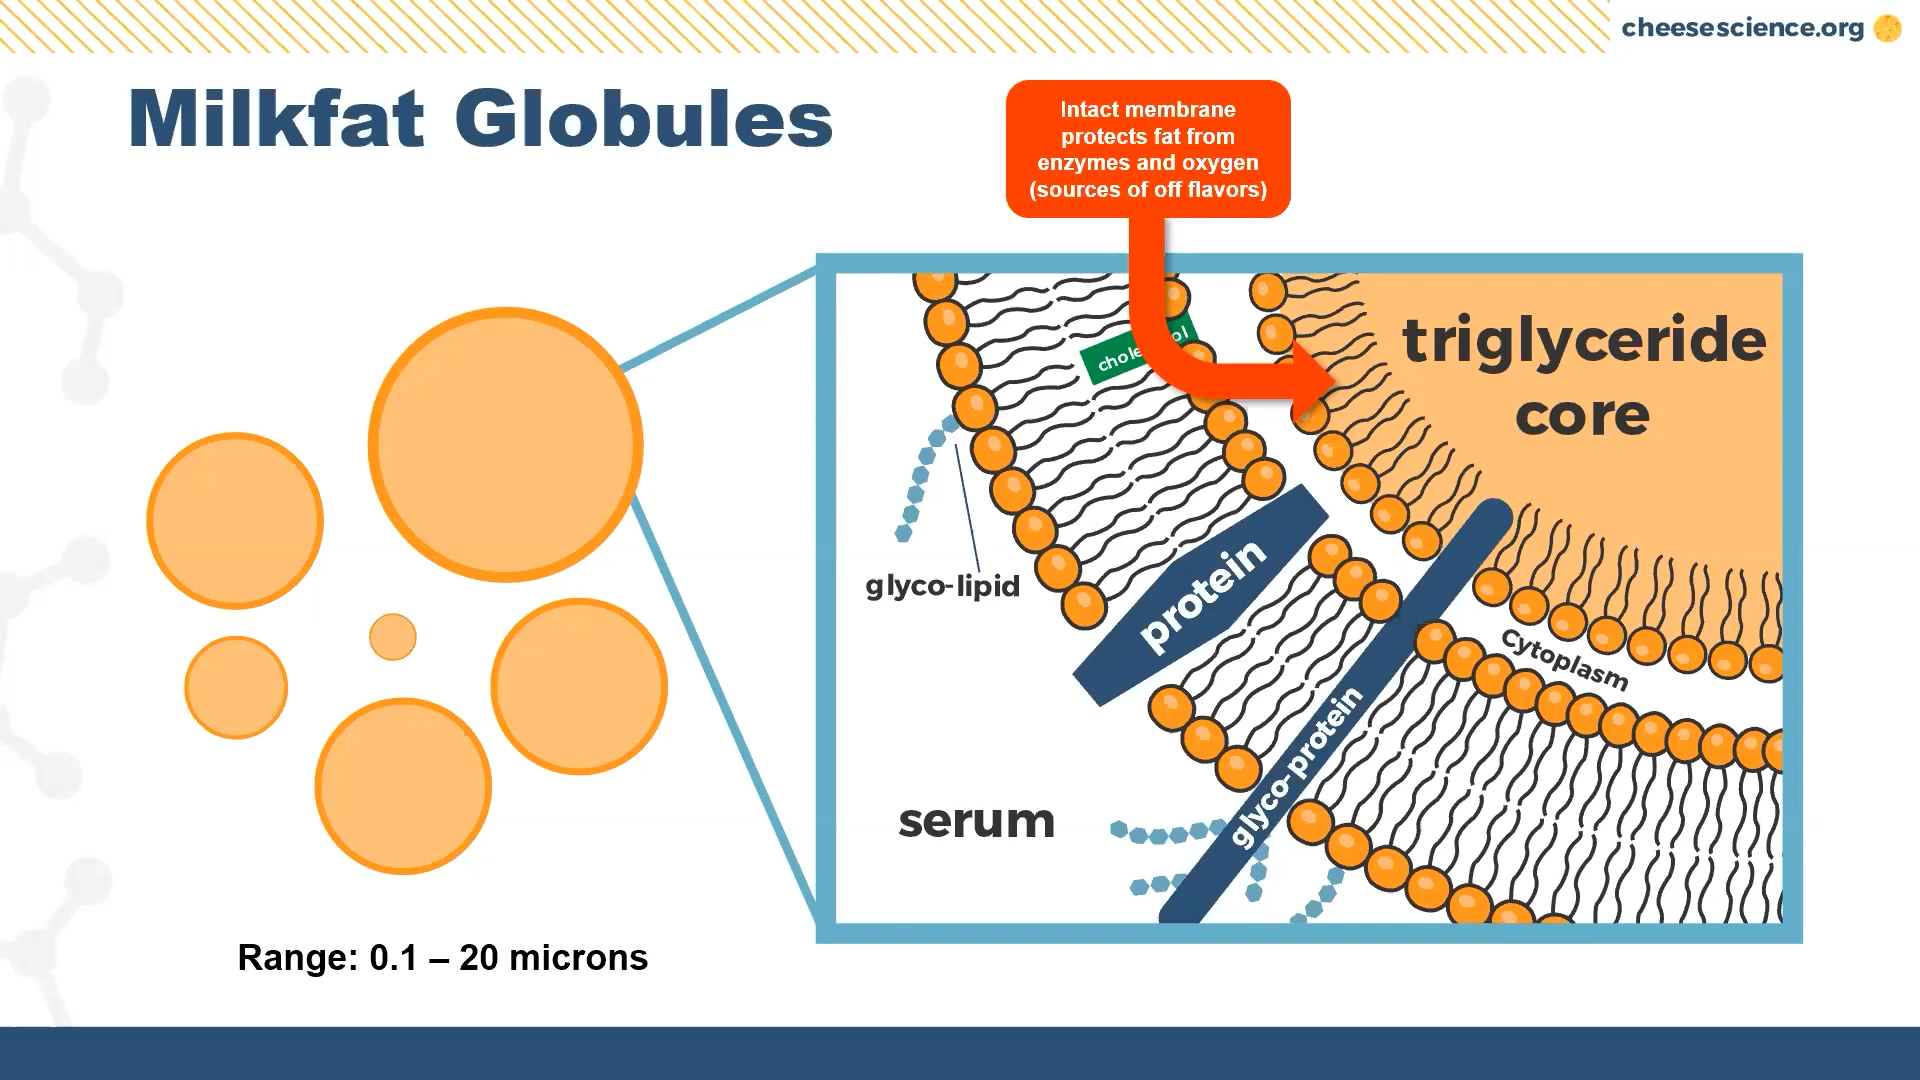 cheesescience.org
Milkfat Globules
Intact membrane
protects fat from
enzymes and oxygen
(sources of off flavors)
triglyceride
core
glyco-lipid
protein
Cytoplasm
glyco-protein
serum
Range: 0.1 – 20 microns